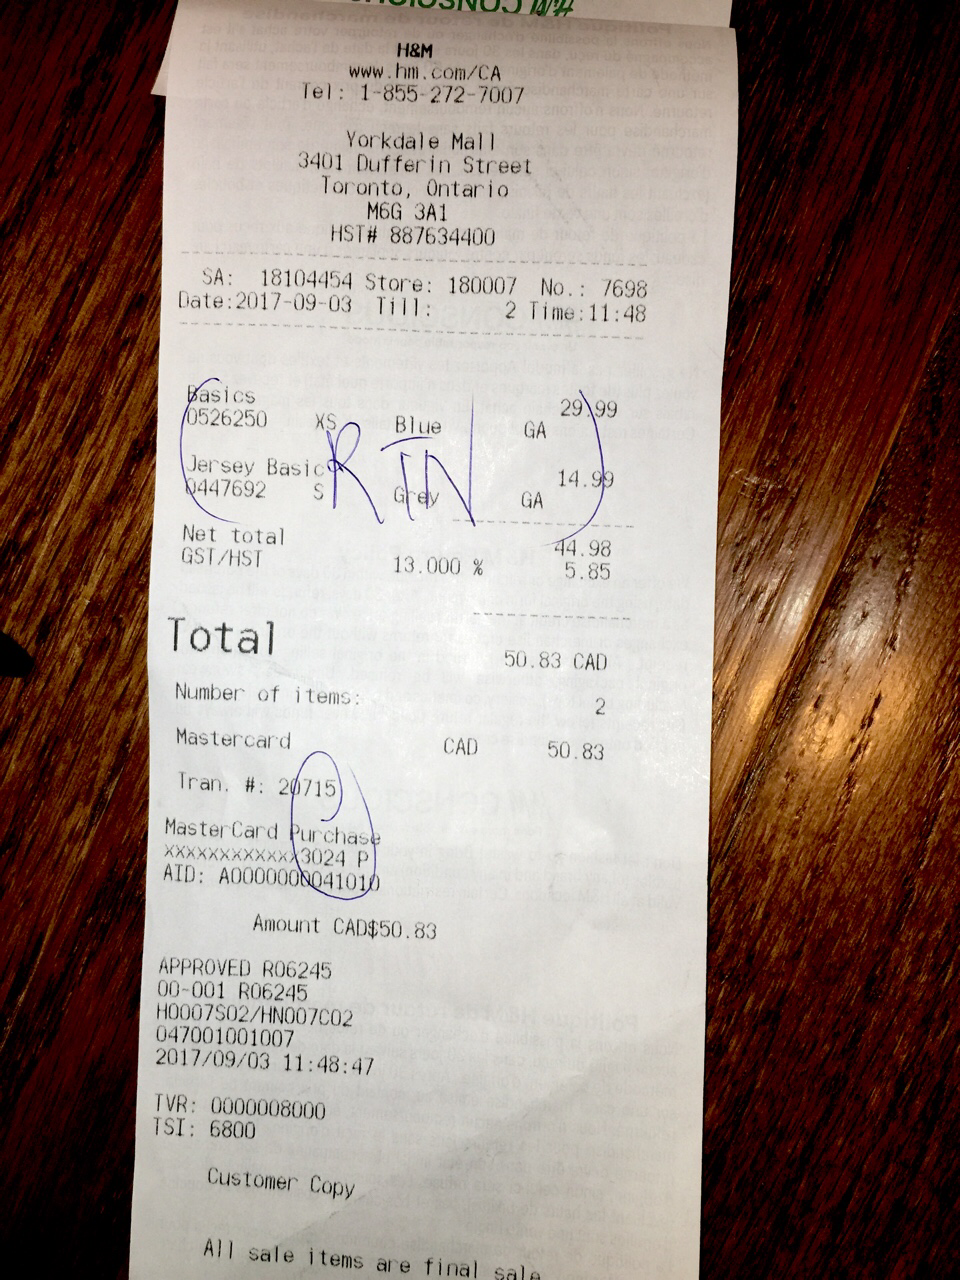 H&M CONSCIOU
H&M
www.hm.com/CA
Tel: 1-855-272-7007
Yorkdale Mall
3401 Dufferin Street
Toronto, Ontario
M6G 3A1
HST# 887634400
SA: 18104454 Store: 180007 No.: 7698
Date:2017-09-03 Till: 2 Time:11:48
Basics 29.99
0526250 XS Blue GA
RTN
Jersey Basic 14.99
0447692 S Grey GA
Net total 44.98
GST/HST 13.000 % 5.85
Total 50.83 CAD
Number of items: 2
Mastercard CAD 50.83
Tran. #: 20715
MasterCard Purchase
XXXXXXXXXXXX3024 P
AID: A0000000041010
Amount CAD$50.83
APPROVED R06245
00-001 R06245
H0007S02/HN007C02
047001001007
2017/09/03 11:48:47
TVR: 0000008000
TSI: 6800
Customer Copy
All sale items are final sale